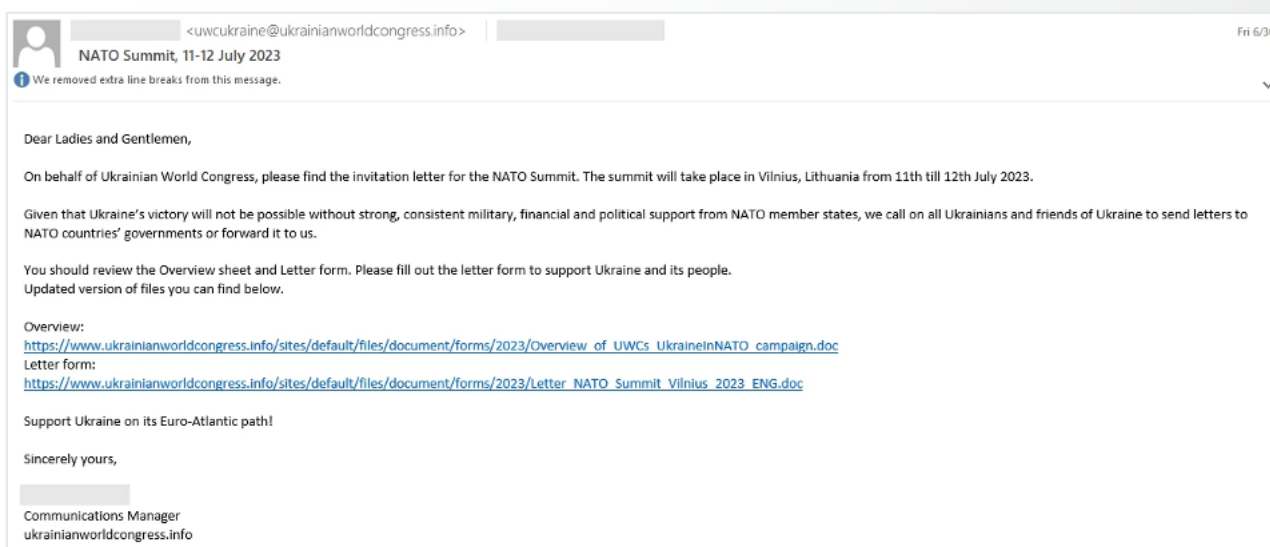 <uwcukraine@ukrainianworldcongress.info>
Fri 6/30
NATO Summit, 11-12 July 2023
We removed extra line breaks from this message.
Dear Ladies and Gentlemen,
On behalf of Ukrainian World Congress, please find the invitation letter for the NATO Summit. The summit will take place in Vilnius, Lithuania from 11th till 12th July 2023.
Given that Ukraine's victory will not be possible without strong, consistent military, financial and political support from NATO member states, we call on all Ukrainians and friends of Ukraine to send letters to
NATO countries' governments or forward it to us.
You should review the Overview sheet and Letter form. Please fill out the letter form to support Ukraine and its people.
Updated version of files you can find below.
Overview:
https://www.ukrainianworldcongress.info/sites/default/files/document/forms/2023/Overview_of_UWCs_UkraineInNATO_campaign.doc
Letter form:
https://www.ukrainianworldcongress.info/sites/default/files/document/forms/2023/Letter_NATO_Summit_Vilnius_2023_ENG.doc
Support Ukraine on its Euro-Atlantic path!
Sincerely yours,
Communications Manager
ukrainianworldcongress.info